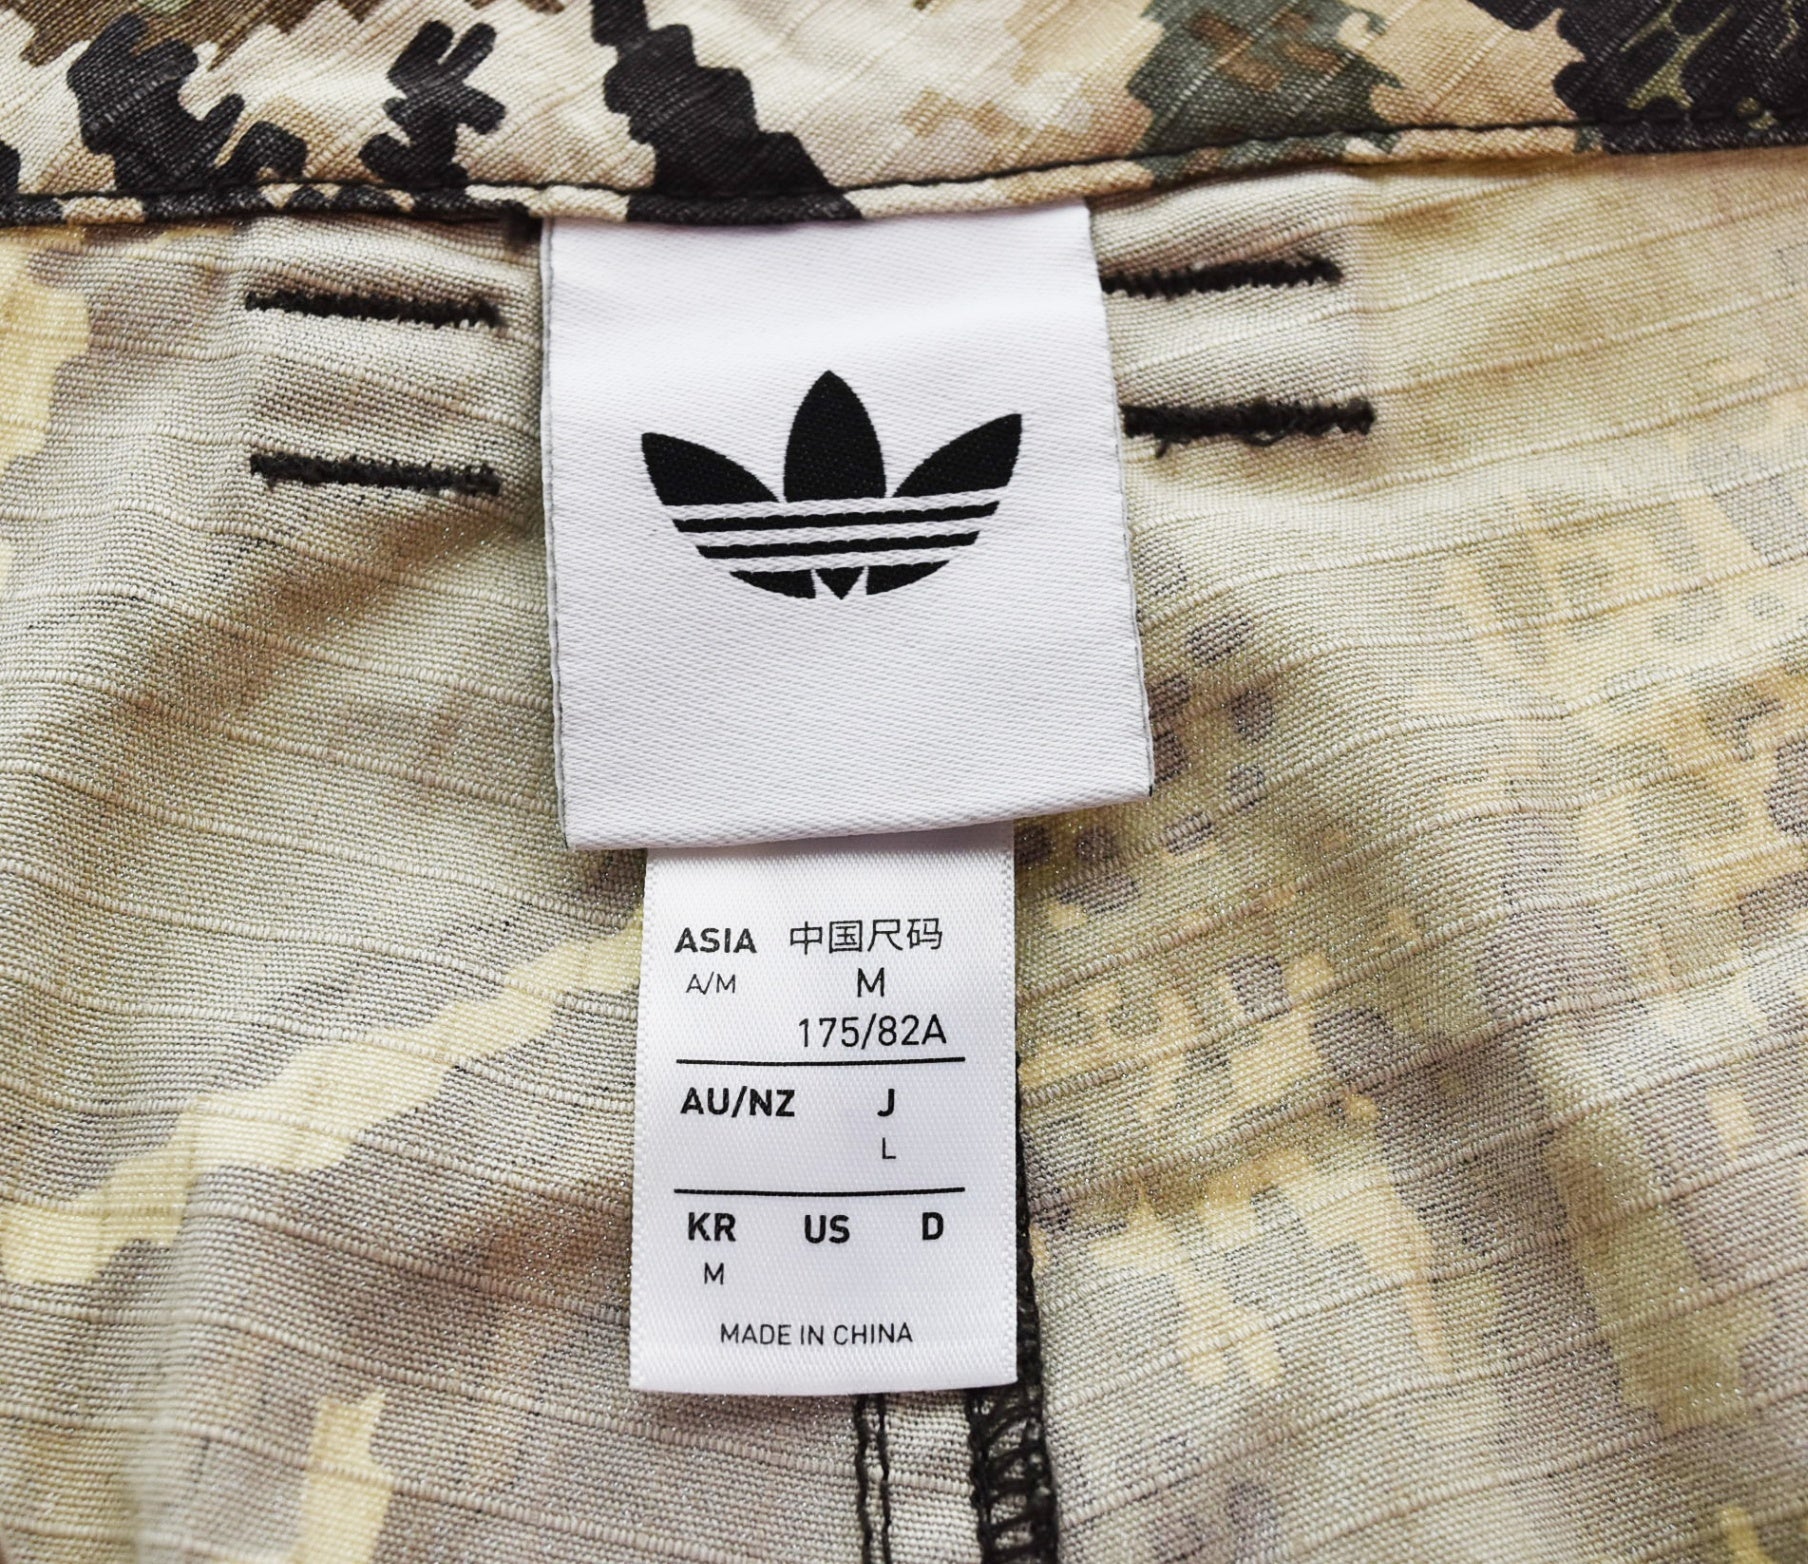 ASIA 中国尺码
A/M M
175/82A
AU/NZ J
L
KR US D
M
MADE IN CHINA